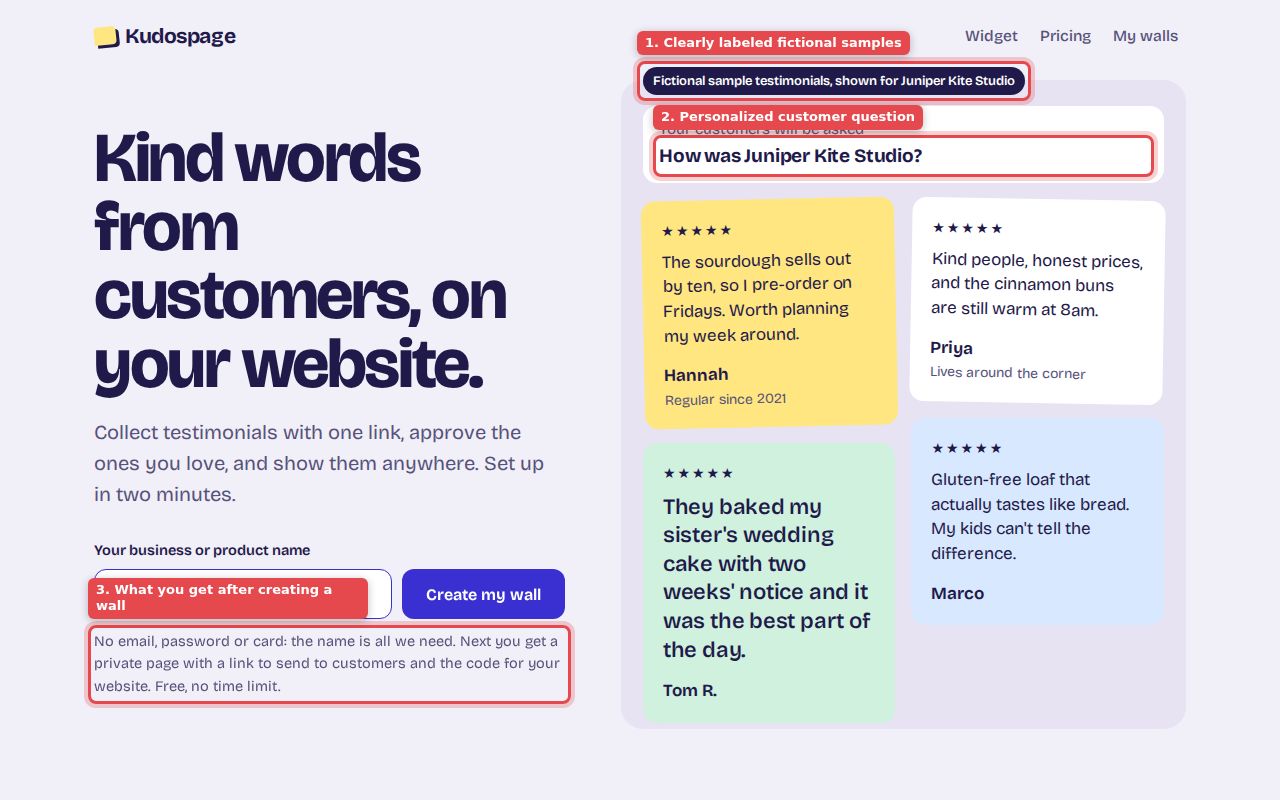 Kudospage
1. Clearly labeled fictional samples
Widget
Pricing
My walls
Fictional sample testimonials, shown for Juniper Kite Studio
2. Personalized customer question
Your customers will be asked
How was Juniper Kite Studio?
Kind words
from
customers, on
your website.
Collect testimonials with one link, approve the
ones you love, and show them anywhere. Set up
in two minutes.
Your business or product name
3. What you get after creating a
wall
Create my wall
No email, password or card: the name is all we need. Next you get a
private page with a link to send to customers and the code for your
website. Free, no time limit.
★★★★★
The sourdough sells out
by ten, so I pre-order on
Fridays. Worth planning
my week around.
Hannah
Regular since 2021
★★★★★
Kind people, honest prices,
and the cinnamon buns
are still warm at 8am.
Priya
Lives around the corner
★★★★★
They baked my
sister's wedding
cake with two
weeks' notice and it
was the best part of
the day.
Tom R.
★★★★★
Gluten-free loaf that
actually tastes like bread.
My kids can't tell the
difference.
Marco